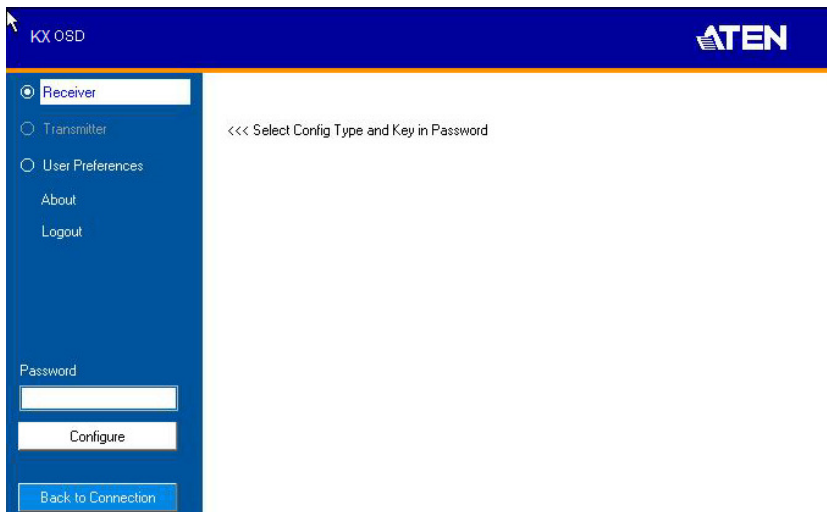 KX OSD
ATEN
Receiver
Transmitter
<<< Select Config Type and Key in Password
User Preferences
About
Logout
Password
Configure
Back to Connection